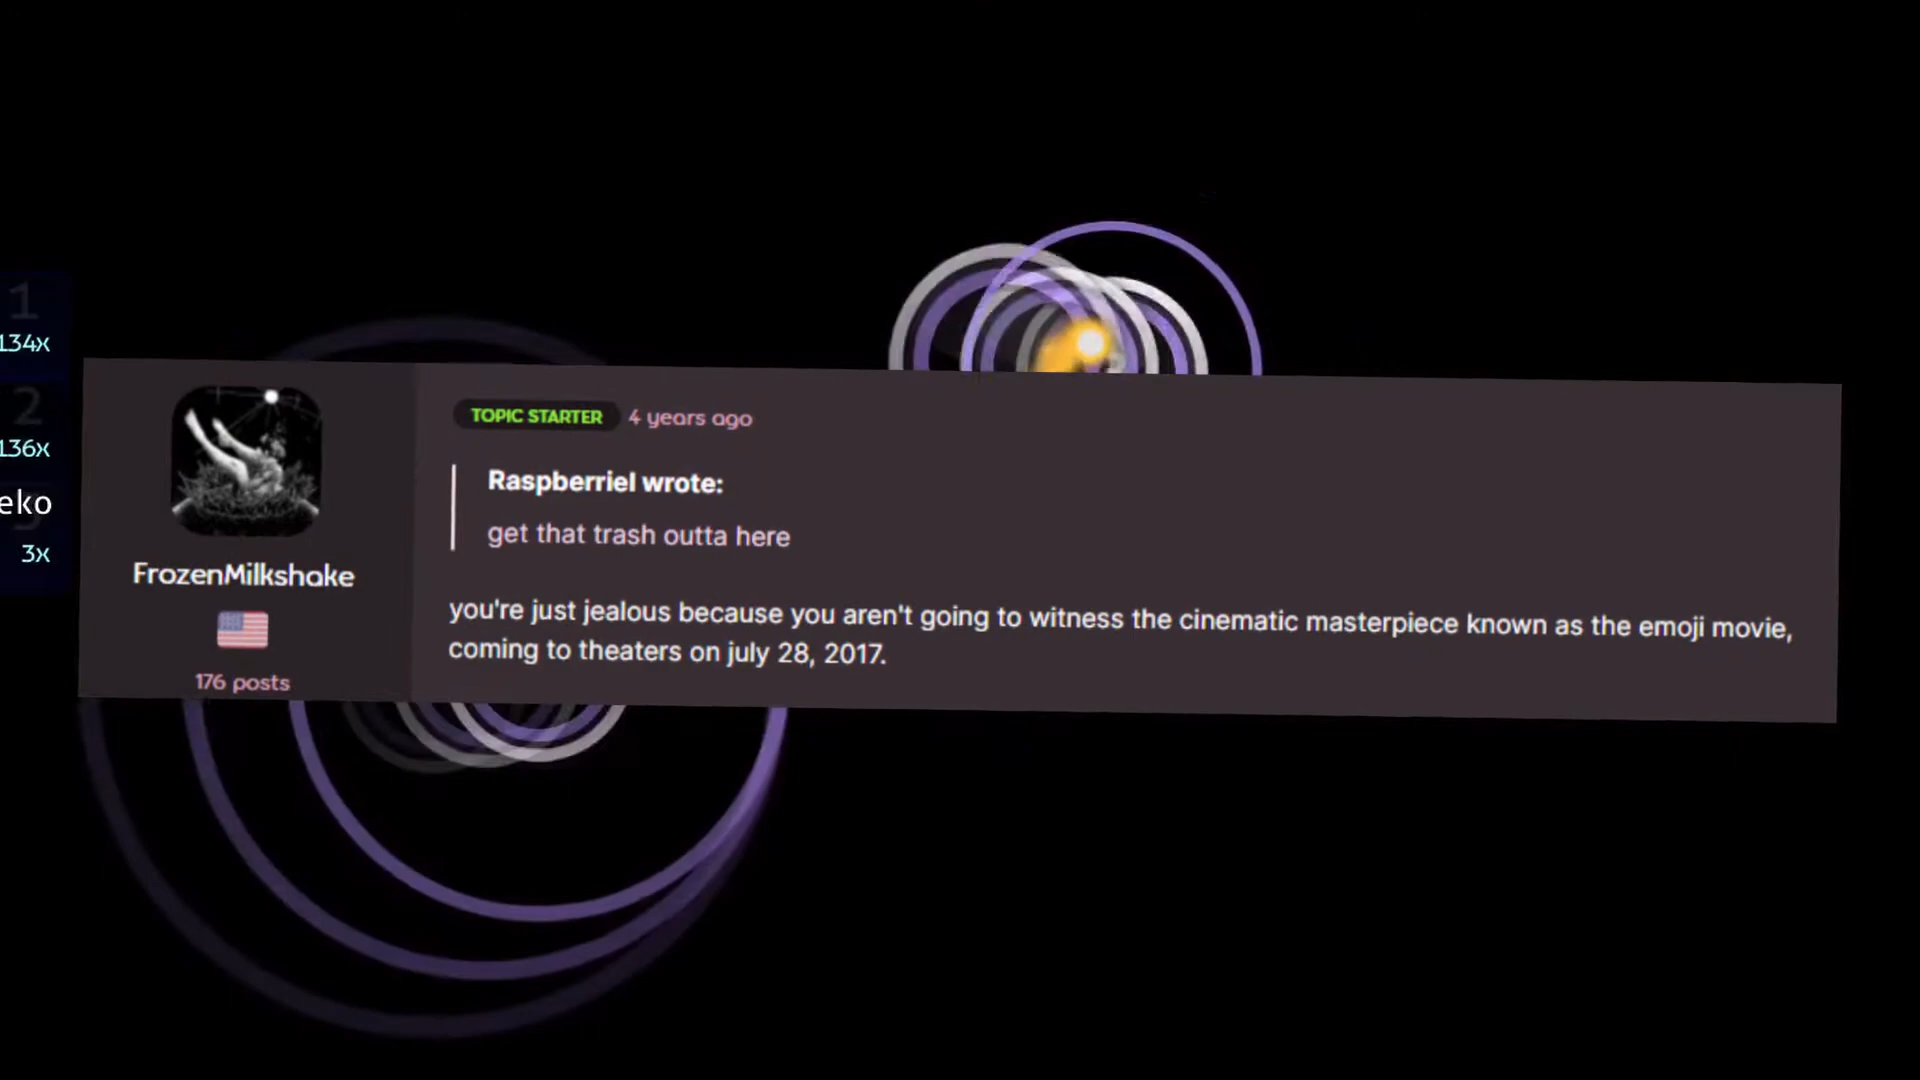 1
134x
2
136x
eko
3
3x
FrozenMilkshake
176 posts
TOPIC STARTER 4 years ago
Raspberriel wrote:
get that trash outta here
you're just jealous because you aren't going to witness the cinematic masterpiece known as the emoji movie,
coming to theaters on july 28, 2017.